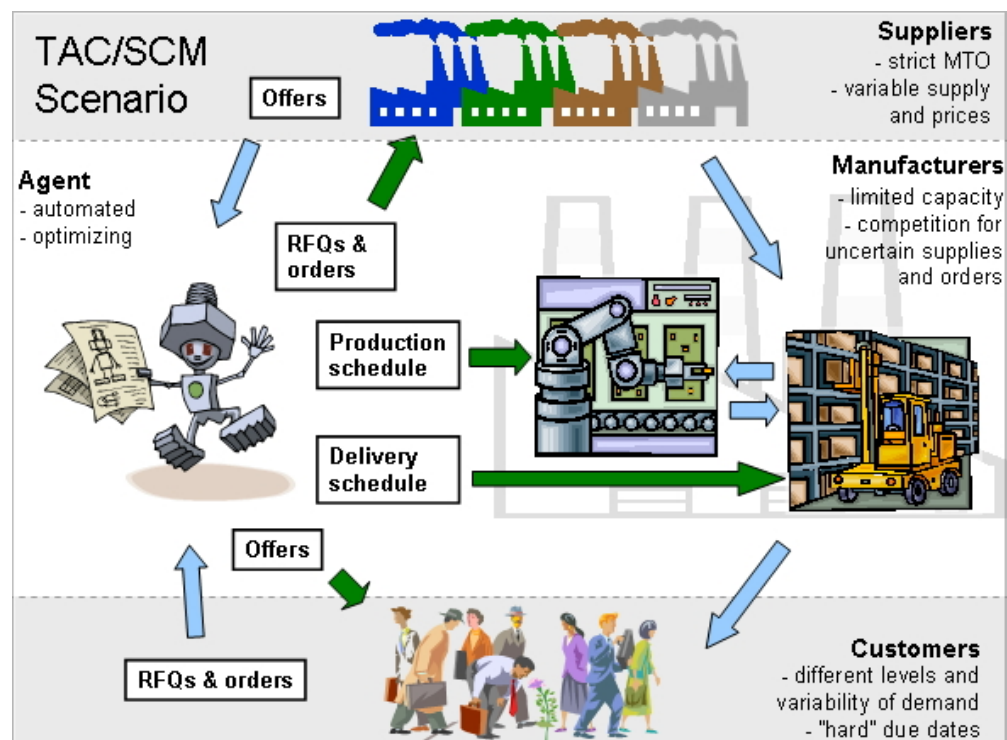 TAC/SCM
Scenario
Offers
Suppliers
- strict MTO
- variable supply
and prices
Agent
- automated
- optimizing
RFQs &
orders
Manufacturers
- limited capacity
- competition for
uncertain supplies
and orders
Production
schedule
Delivery
schedule
Offers
RFQs & orders
Customers
- different levels and
variability of demand
- "hard" due dates